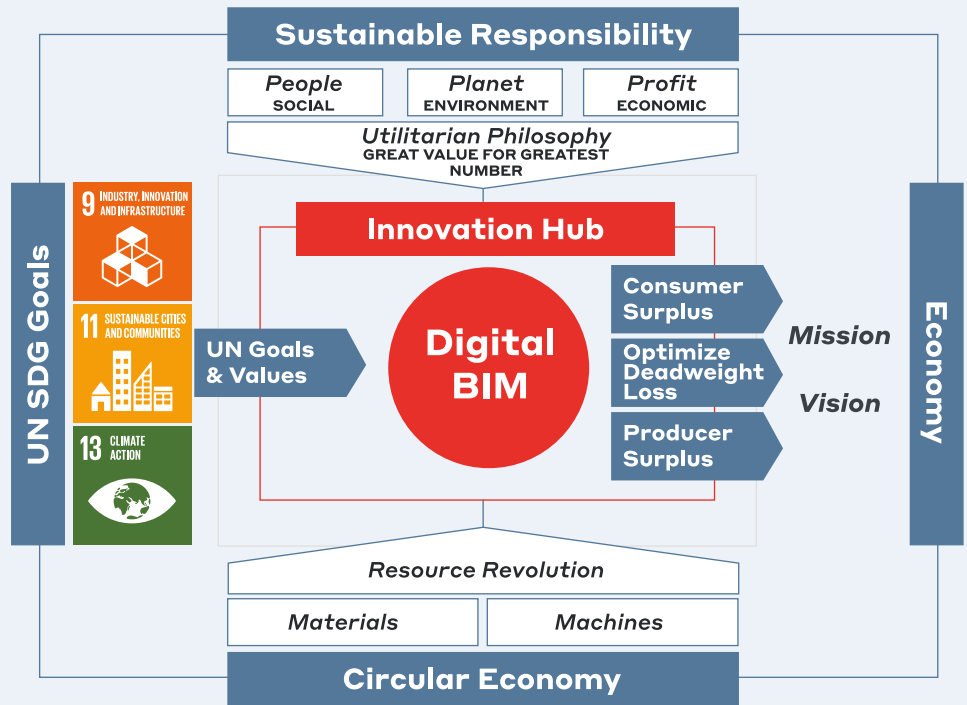 Sustainable Responsibility
People
SOCIAL
Planet
ENVIRONMENT
Profit
ECONOMIC
Utilitarian Philosophy
GREAT VALUE FOR GREATEST
NUMBER
UN SDG Goals
9 INDUSTRY, INNOVATION
AND INFRASTRUCTURE
11 SUSTAINABLE CITIES
AND COMMUNITIES
13 CLIMATE
ACTION
UN Goals
& Values
Innovation Hub
Digital
BIM
Consumer
Surplus
Optimize
Deadweight
Loss
Producer
Surplus
Mission
Vision
Economy
Resource Revolution
Materials
Machines
Circular Economy